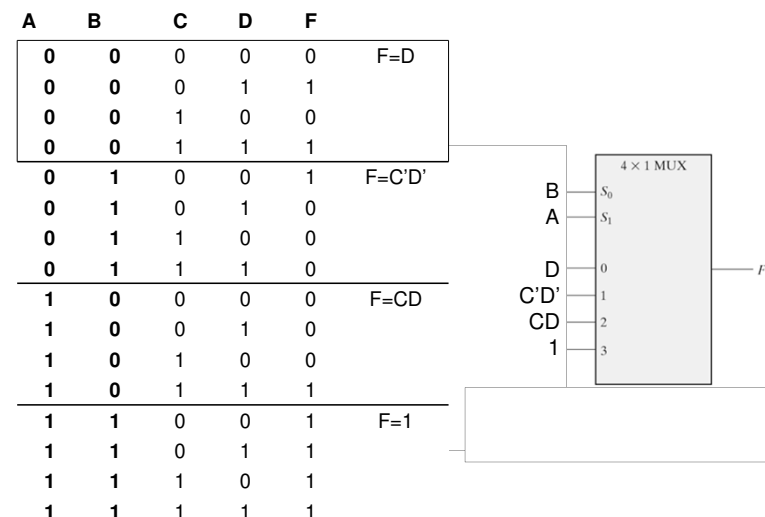 A B C D F
0 0 0 0 0 F=D
0 0 0 1 1
0 0 1 0 0
0 0 1 1 1
0 1 0 0 1 F=C'D'
0 1 0 1 0
0 1 1 0 0
0 1 1 1 0
1 0 0 0 0 F=CD
1 0 0 1 0
1 0 1 0 0
1 0 1 1 1
1 1 0 0 1 F=1
1 1 0 1 1
1 1 1 0 1
1 1 1 1 1
4 × 1 MUX
B S0
A S1
D 0
C'D' 1
CD 2
1 3
F